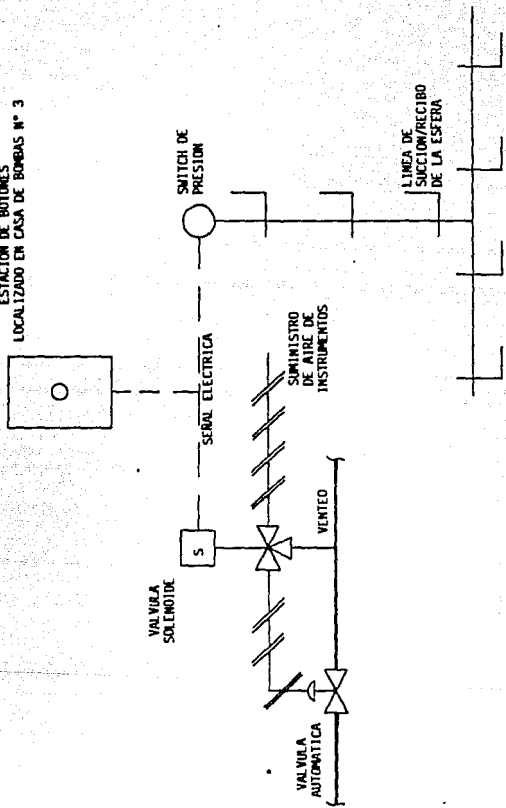 ESTACION DE BOTONES
LOCALIZADO EN CASA DE BOMBAS N° 3
SWITCH DE
PRESION
SEÑAL ELECTRICA
VALVULA
SOLENOIDE
S
SUMINISTRO
DE AIRE DE
INSTRUMENTOS
LINEA DE
SUCCION/RECIBO
DE LA ESFERA
VENTEO
VALVULA
AUTOMATICA